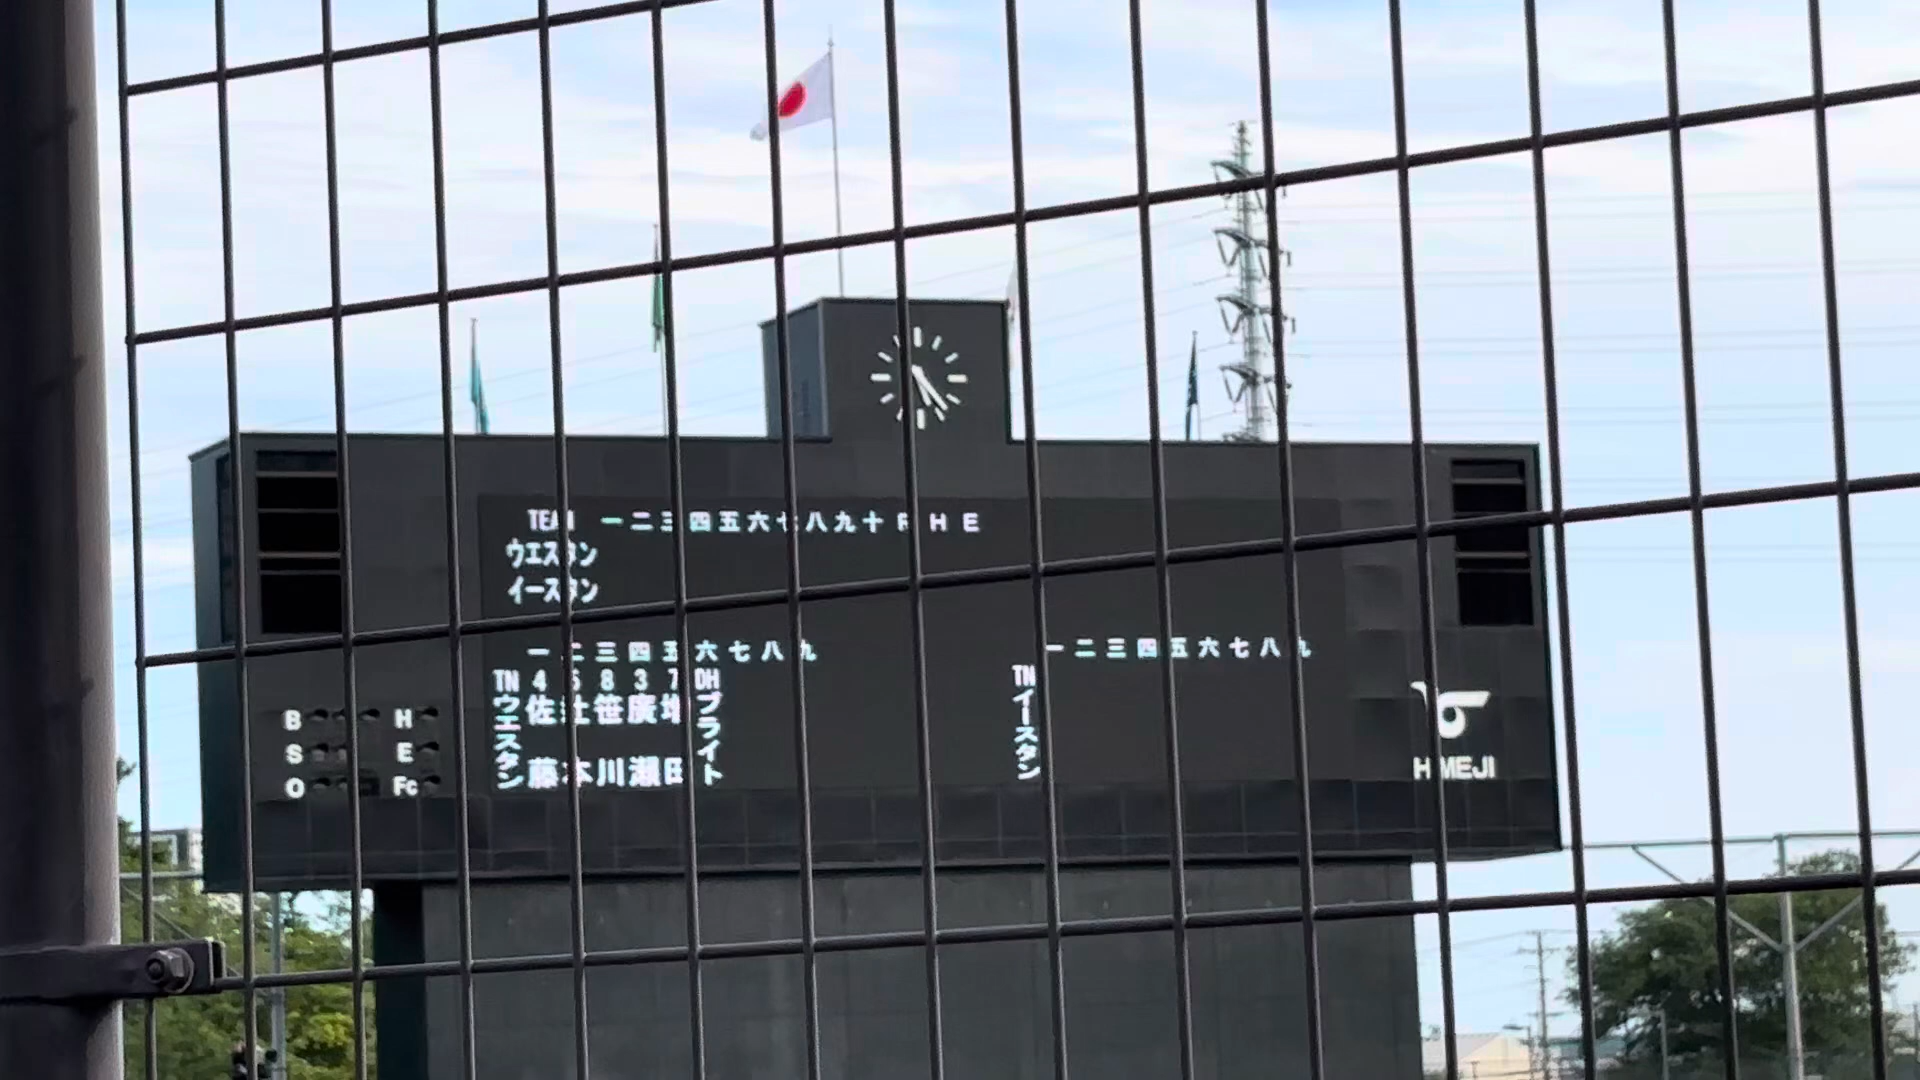 TEAM 一二三四五六七八九十 R H E
ウエスタン
イースタン
一二三四五六七八九
TN 4 6 8 3 7 DH
ウエスタン 佐藤 辻本 笹川 廣瀬 増田 ブライト
一二三四五六七八九
TN
イースタン
B H
S E
O Fc
HIMEJI